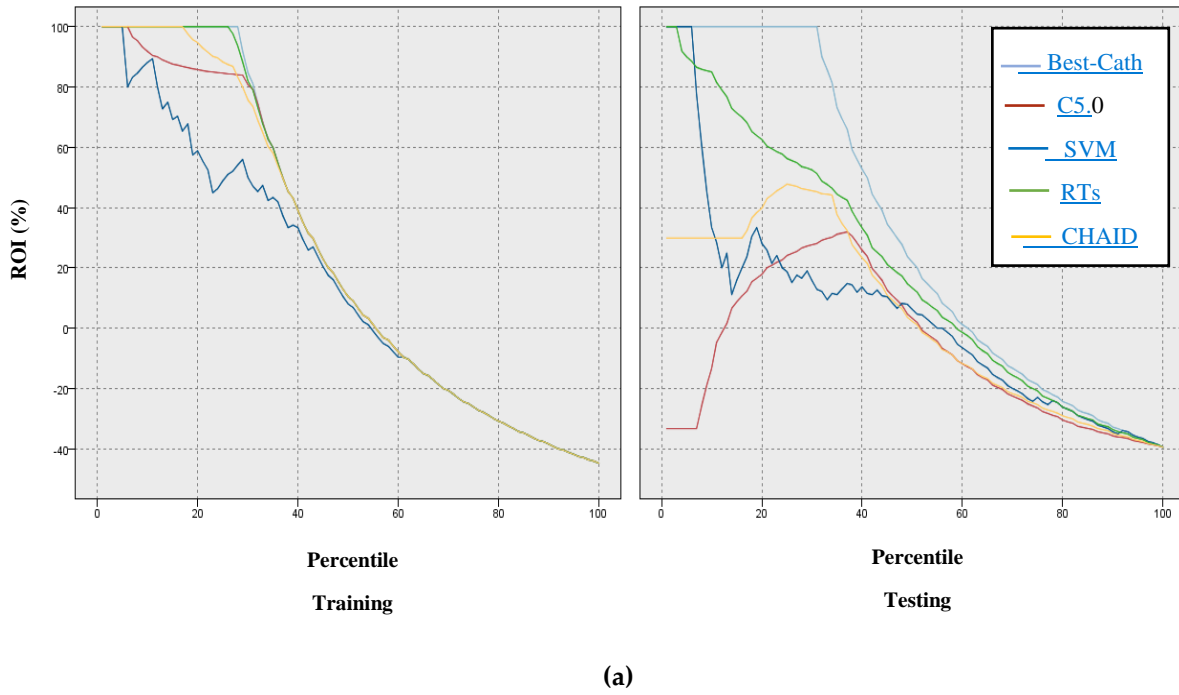 ROI (%)
100
80
60
40
20
0
-20
-40
0 20 40 60 80 100
Percentile
Training
0 20 40 60 80 100
Percentile
Testing
Best-Cath
C5.0
SVM
RTs
CHAID
(a)